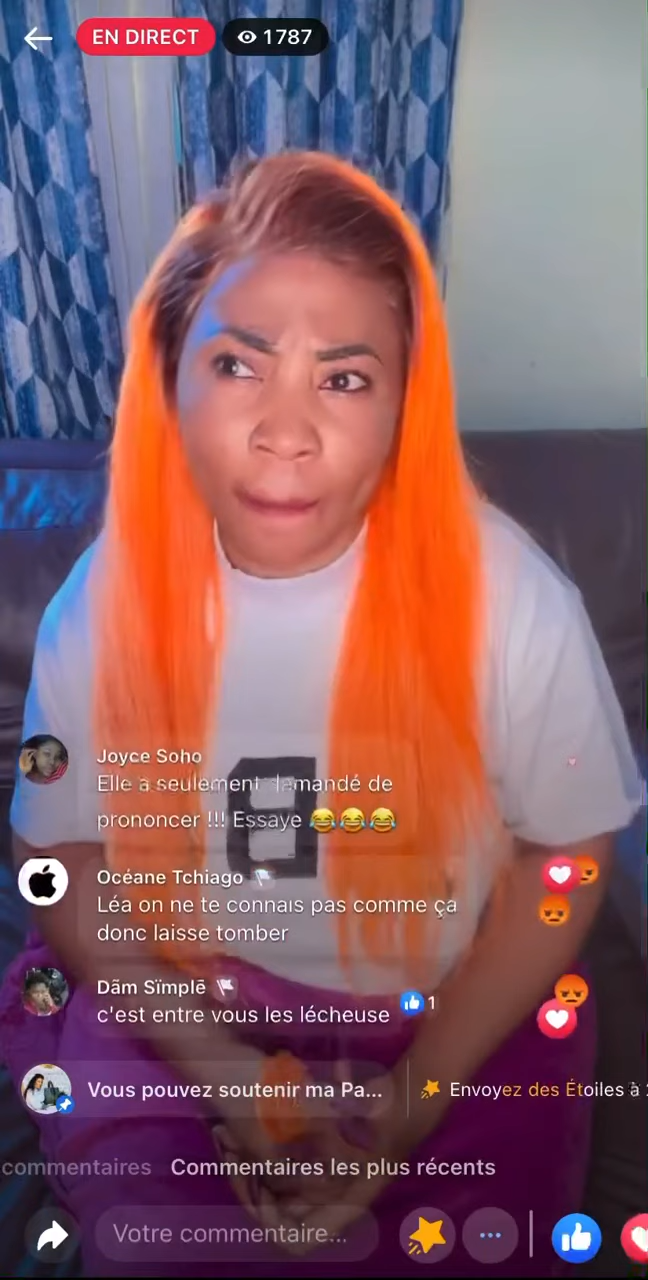 EN DIRECT 1787
Joyce Soho
Elle a seulement demandé de
prononcer !!! Essaye 😂😂😂
Océane Tchiago
Léa on ne te connais pas comme ça
donc laisse tomber
Dãm Sïmplē
c'est entre vous les lécheuse 1
Vous pouvez soutenir ma Pa... Envoyez des Étoiles à
commentaires Commentaires les plus récents
Votre commentaire...